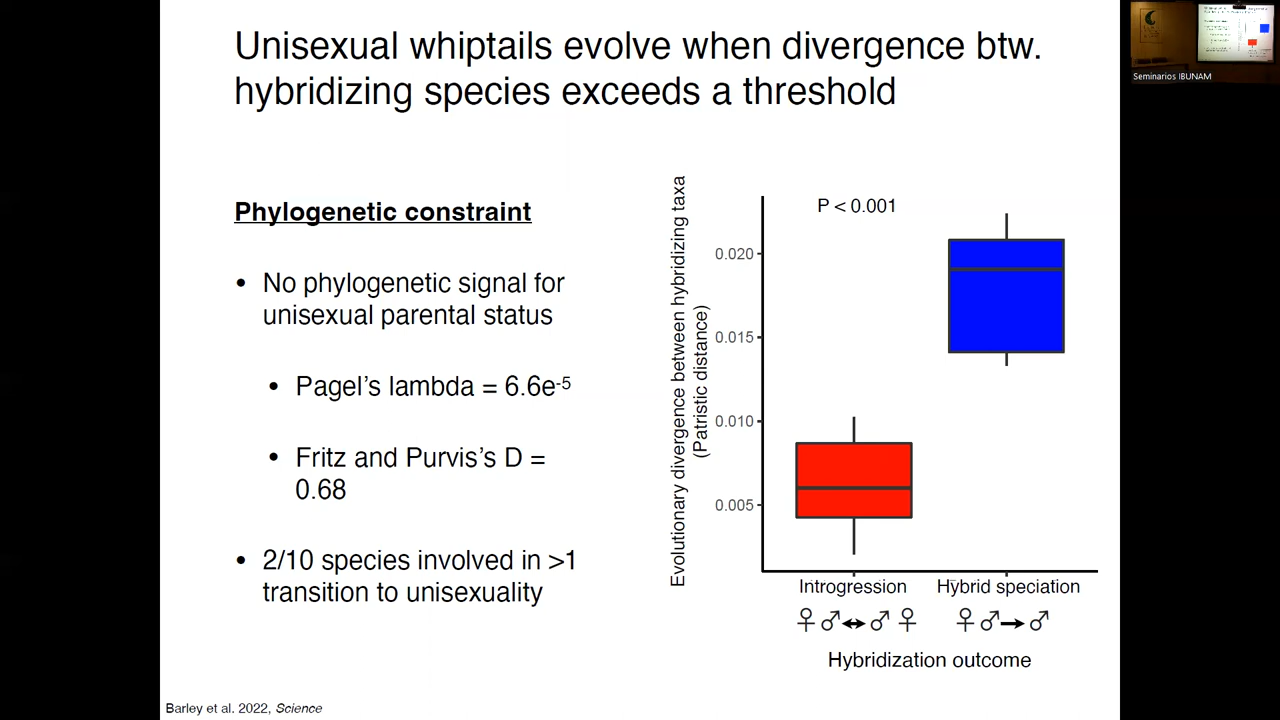 Unisexual whiptails evolve when divergence btw.
hybridizing species exceeds a threshold
Phylogenetic constraint
• No phylogenetic signal for
unisexual parental status
• Pagel's lambda = 6.6e-5
• Fritz and Purvis's D =
0.68
• 2/10 species involved in >1
transition to unisexuality
Evolutionary divergence between hybridizing taxa
(Patristic distance)
P < 0.001
0.020
0.015
0.010
0.005
Introgression
Hybrid speciation
♀♂↔♂♀
♀♂→♂
Hybridization outcome
Barley et al. 2022, Science
Seminarios IBUNAM